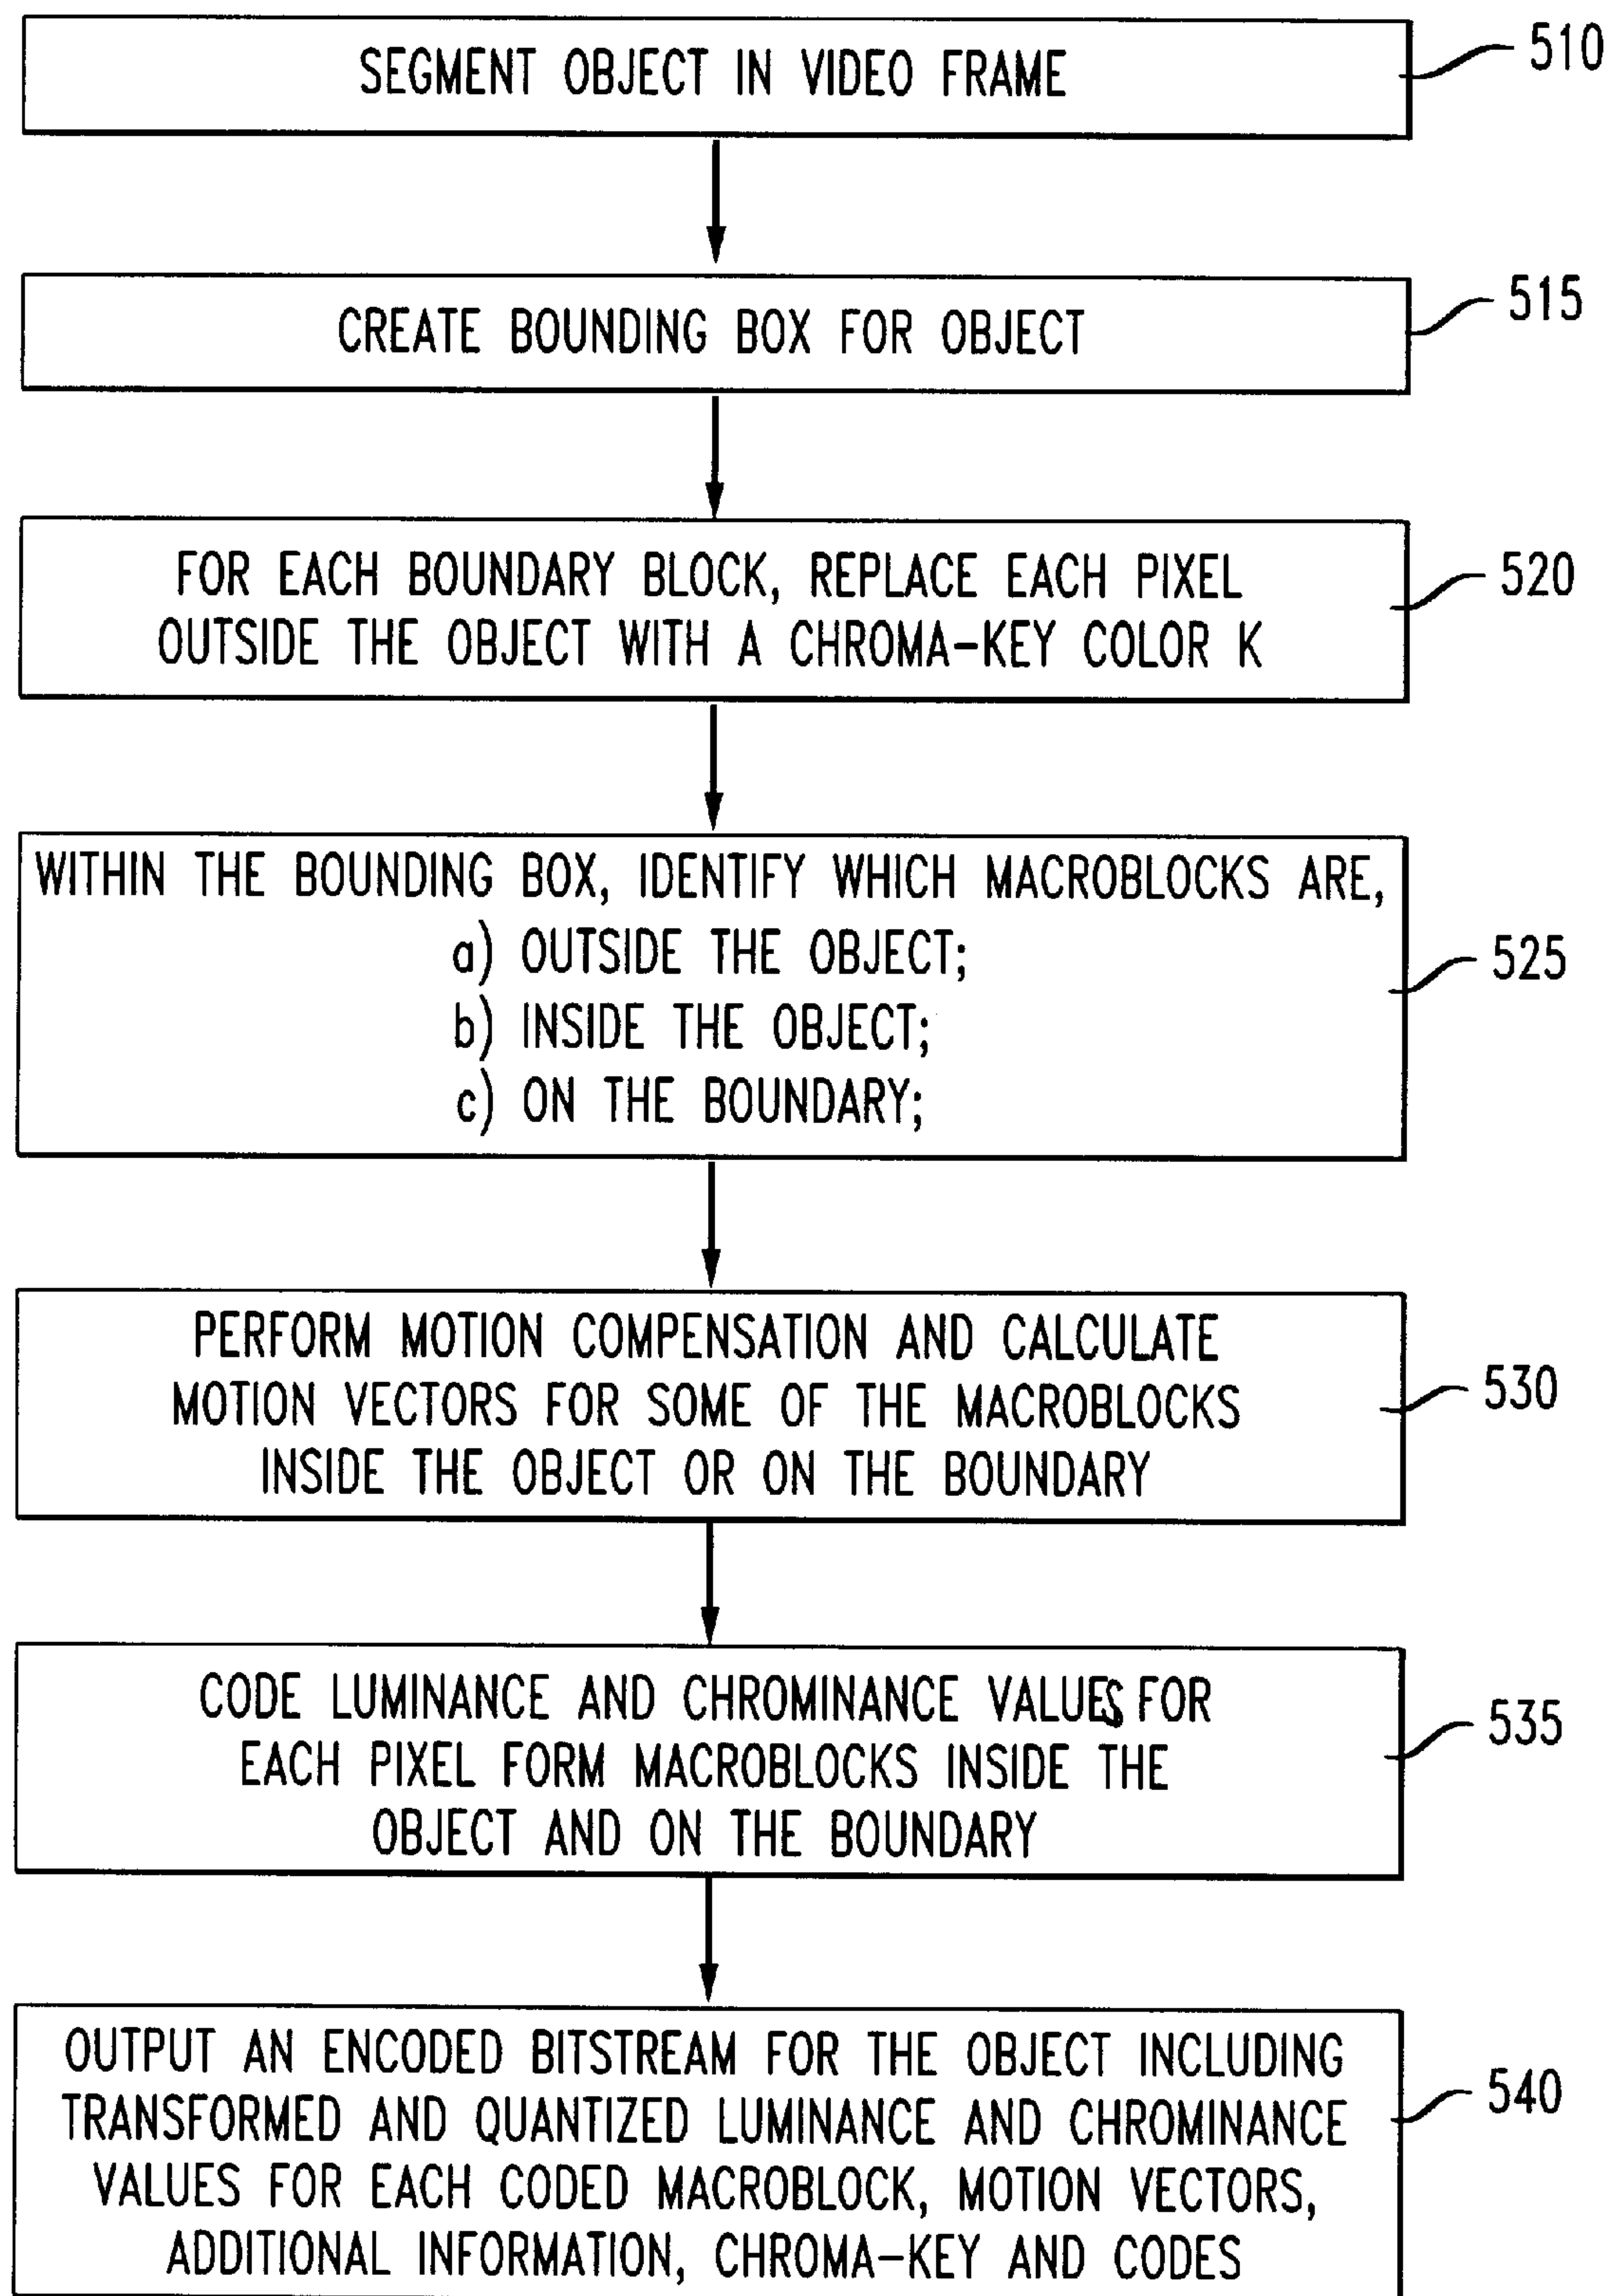 SEGMENT OBJECT IN VIDEO FRAME
510
CREATE BOUNDING BOX FOR OBJECT
515
FOR EACH BOUNDARY BLOCK, REPLACE EACH PIXEL
OUTSIDE THE OBJECT WITH A CHROMA-KEY COLOR K
520
WITHIN THE BOUNDING BOX, IDENTIFY WHICH MACROBLOCKS ARE,
a) OUTSIDE THE OBJECT;
b) INSIDE THE OBJECT;
c) ON THE BOUNDARY;
525
PERFORM MOTION COMPENSATION AND CALCULATE
MOTION VECTORS FOR SOME OF THE MACROBLOCKS
INSIDE THE OBJECT OR ON THE BOUNDARY
530
CODE LUMINANCE AND CHROMINANCE VALUES FOR
EACH PIXEL FORM MACROBLOCKS INSIDE THE
OBJECT AND ON THE BOUNDARY
535
OUTPUT AN ENCODED BITSTREAM FOR THE OBJECT INCLUDING
TRANSFORMED AND QUANTIZED LUMINANCE AND CHROMINANCE
VALUES FOR EACH CODED MACROBLOCK, MOTION VECTORS,
ADDITIONAL INFORMATION, CHROMA-KEY AND CODES
540